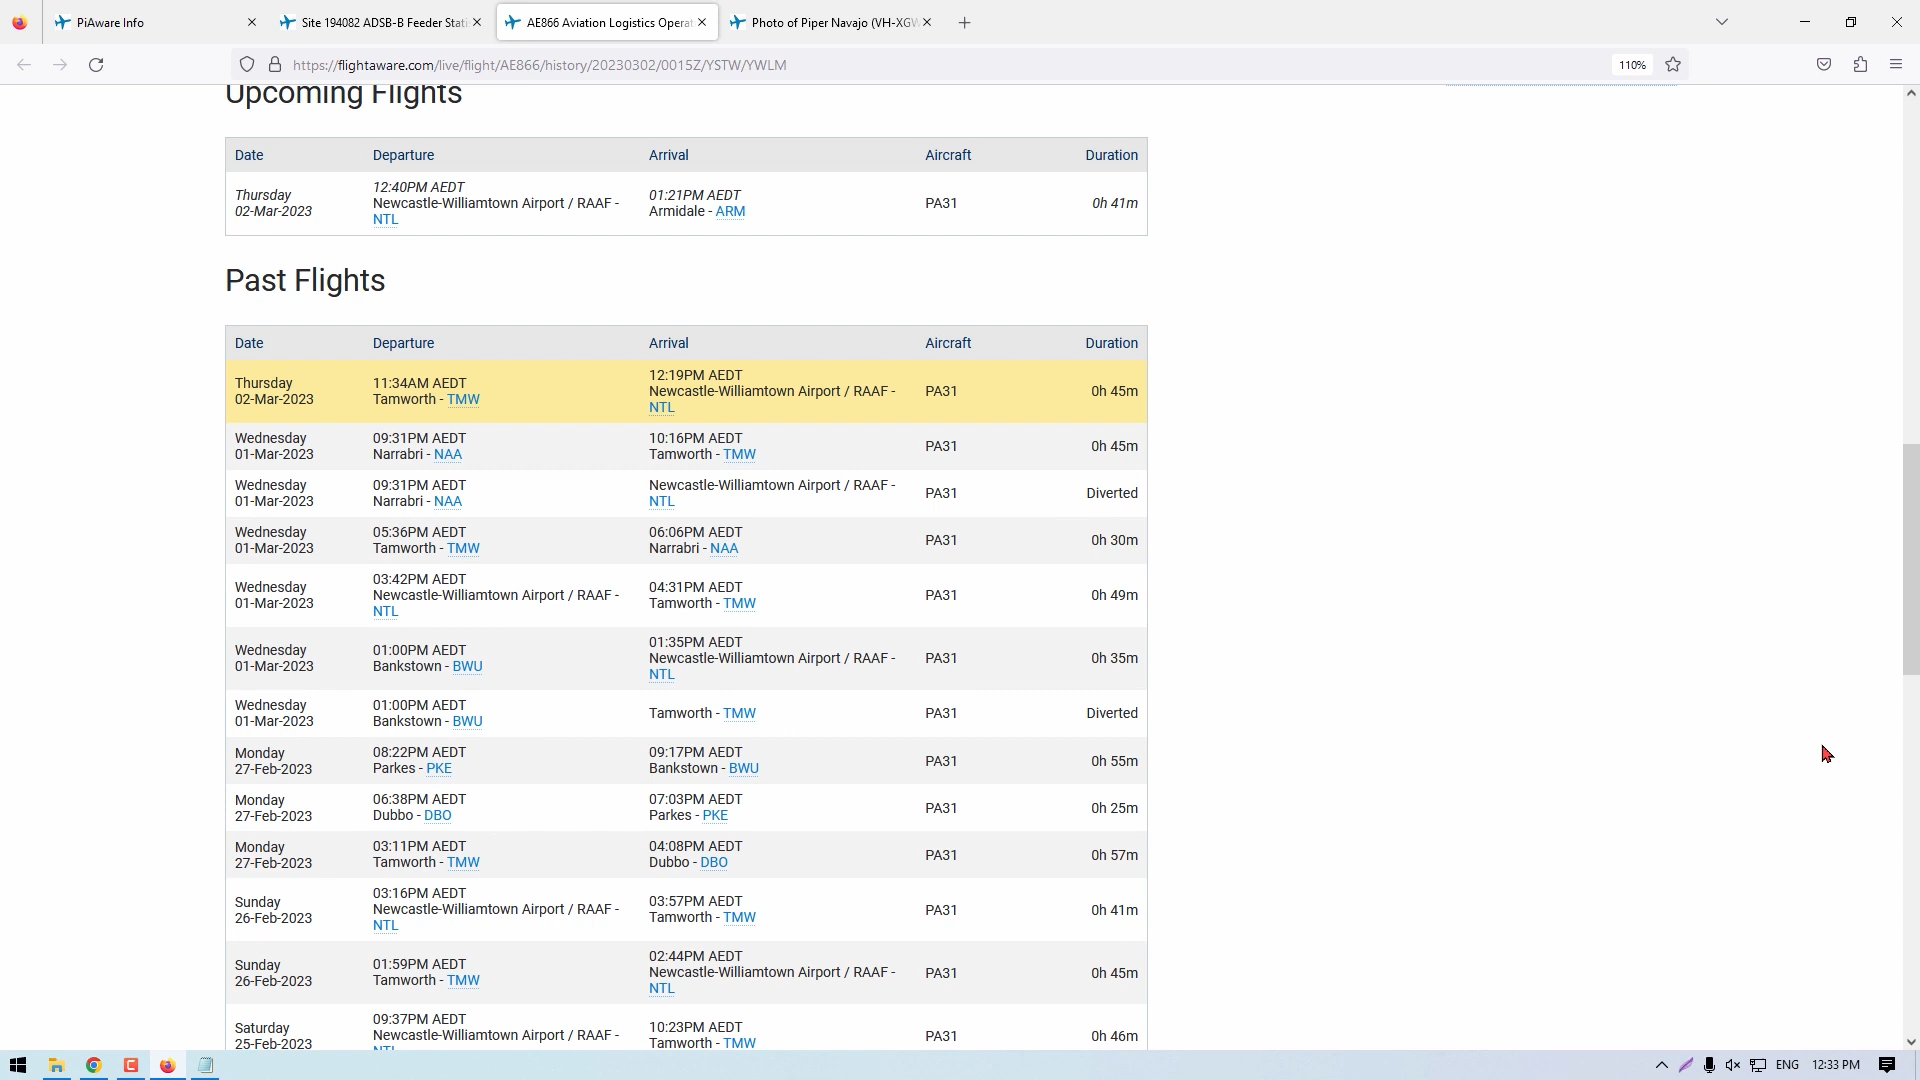 PiAware Info
Site 194082 ADSB-B Feeder Stati
AE866 Aviation Logistics Operat
Photo of Piper Navajo (VH-XGW
https://flightaware.com/live/flight/AE866/history/20230302/0015Z/YSTW/YWLM
110%
Upcoming Flights
Date Departure Arrival Aircraft Duration
Thursday
02-Mar-2023
12:40PM AEDT
Newcastle-Williamtown Airport / RAAF -
NTL
01:21PM AEDT
Armidale - ARM
PA31
0h 41m
Past Flights
Date Departure Arrival Aircraft Duration
Thursday
02-Mar-2023
11:34AM AEDT
Tamworth - TMW
12:19PM AEDT
Newcastle-Williamtown Airport / RAAF -
NTL
PA31
0h 45m
Wednesday
01-Mar-2023
09:31PM AEDT
Narrabri - NAA
10:16PM AEDT
Tamworth - TMW
PA31
0h 45m
Wednesday
01-Mar-2023
09:31PM AEDT
Narrabri - NAA
Newcastle-Williamtown Airport / RAAF -
NTL
PA31
Diverted
Wednesday
01-Mar-2023
05:36PM AEDT
Tamworth - TMW
06:06PM AEDT
Narrabri - NAA
PA31
0h 30m
Wednesday
01-Mar-2023
03:42PM AEDT
Newcastle-Williamtown Airport / RAAF -
NTL
04:31PM AEDT
Tamworth - TMW
PA31
0h 49m
Wednesday
01-Mar-2023
01:00PM AEDT
Bankstown - BWU
01:35PM AEDT
Newcastle-Williamtown Airport / RAAF -
NTL
PA31
0h 35m
Wednesday
01-Mar-2023
01:00PM AEDT
Bankstown - BWU
Tamworth - TMW
PA31
Diverted
Monday
27-Feb-2023
08:22PM AEDT
Parkes - PKE
09:17PM AEDT
Bankstown - BWU
PA31
0h 55m
Monday
27-Feb-2023
06:38PM AEDT
Dubbo - DBO
07:03PM AEDT
Parkes - PKE
PA31
0h 25m
Monday
27-Feb-2023
03:11PM AEDT
Tamworth - TMW
04:08PM AEDT
Dubbo - DBO
PA31
0h 57m
Sunday
26-Feb-2023
03:16PM AEDT
Newcastle-Williamtown Airport / RAAF -
NTL
03:57PM AEDT
Tamworth - TMW
PA31
0h 41m
Sunday
26-Feb-2023
01:59PM AEDT
Tamworth - TMW
02:44PM AEDT
Newcastle-Williamtown Airport / RAAF -
NTL
PA31
0h 45m
Saturday
25-Feb-2023
09:37PM AEDT
Newcastle-Williamtown Airport / RAAF -
NTL
10:23PM AEDT
Tamworth - TMW
PA31
0h 46m
ENG
12:33 PM